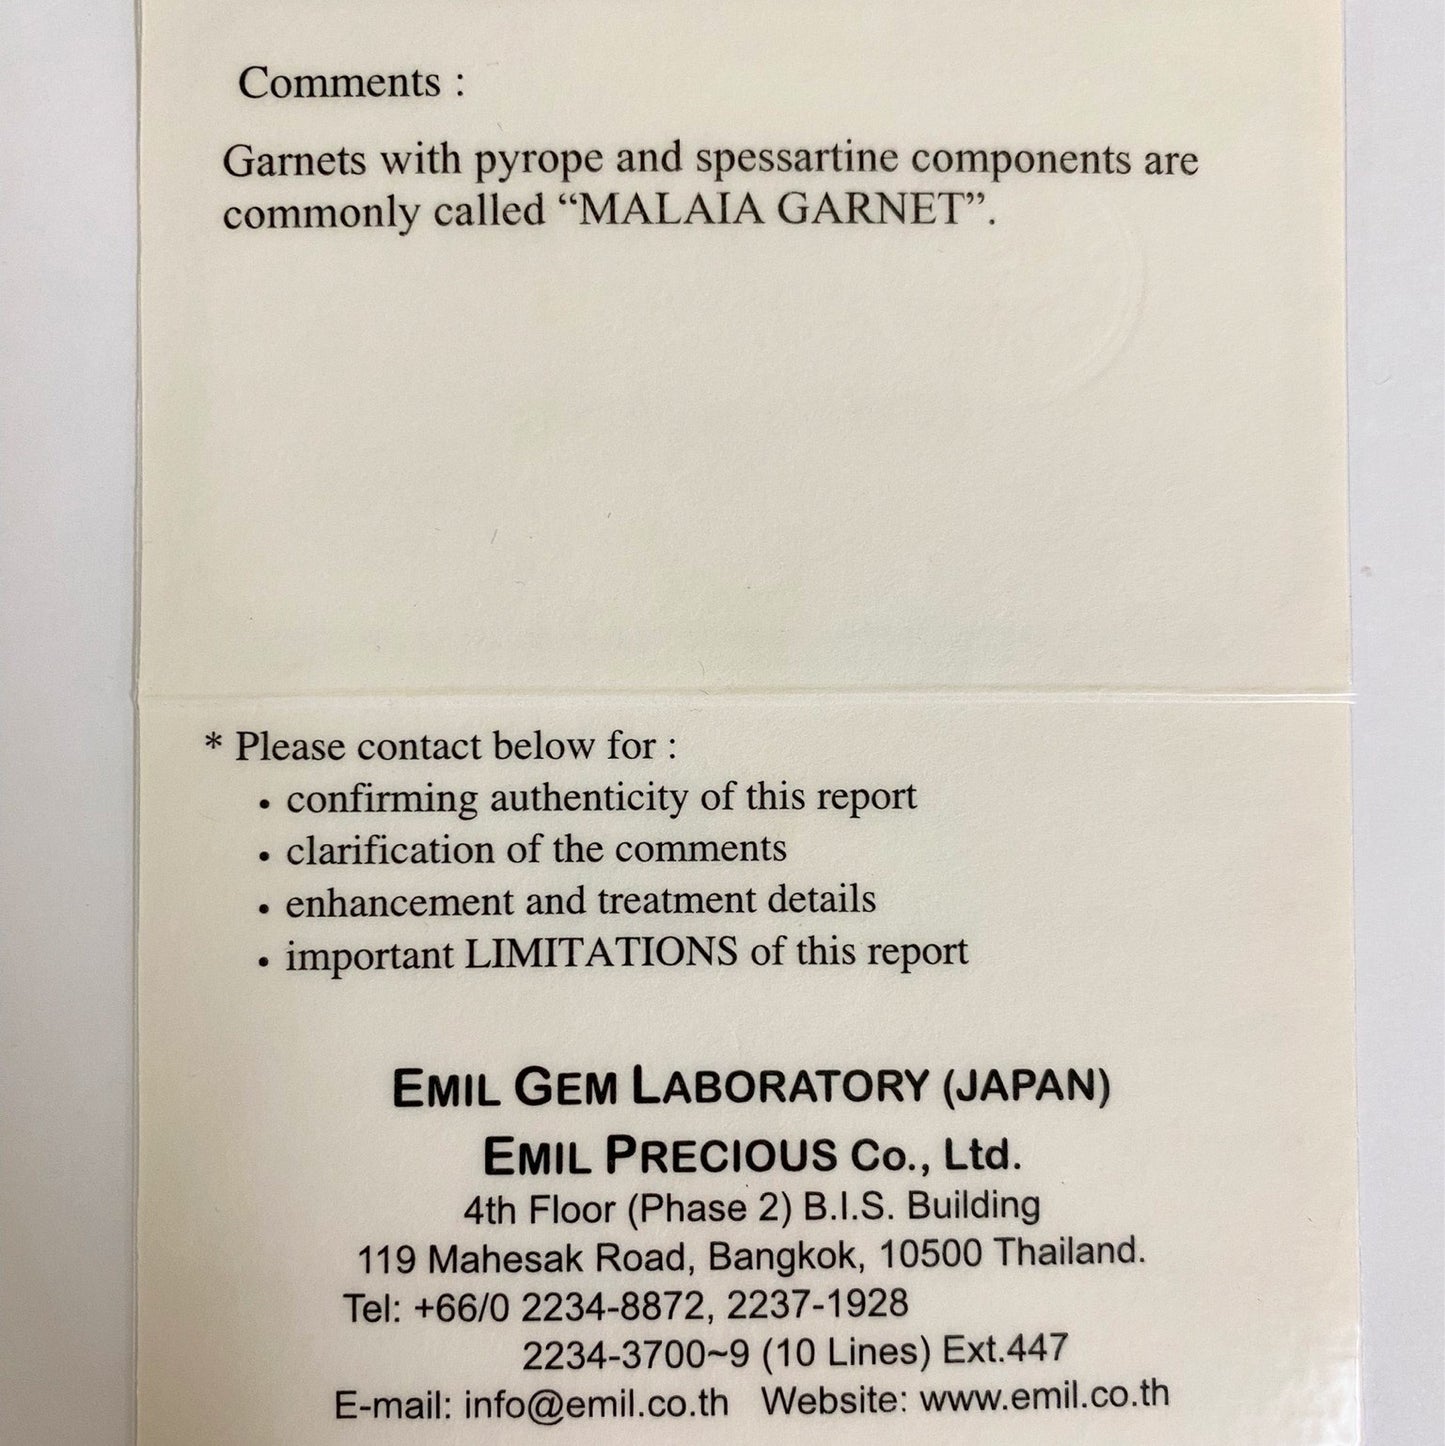 Comments :
Garnets with pyrope and spessartine components are
commonly called “MALAIA GARNET”.
* Please contact below for :
• confirming authenticity of this report
• clarification of the comments
• enhancement and treatment details
• important LIMITATIONS of this report
EMIL GEM LABORATORY (JAPAN)
EMIL PRECIOUS Co., Ltd.
4th Floor (Phase 2) B.I.S. Building
119 Mahesak Road, Bangkok, 10500 Thailand.
Tel: +66/0 2234-8872, 2237-1928
2234-3700~9 (10 Lines) Ext.447
E-mail: info@emil.co.th Website: www.emil.co.th